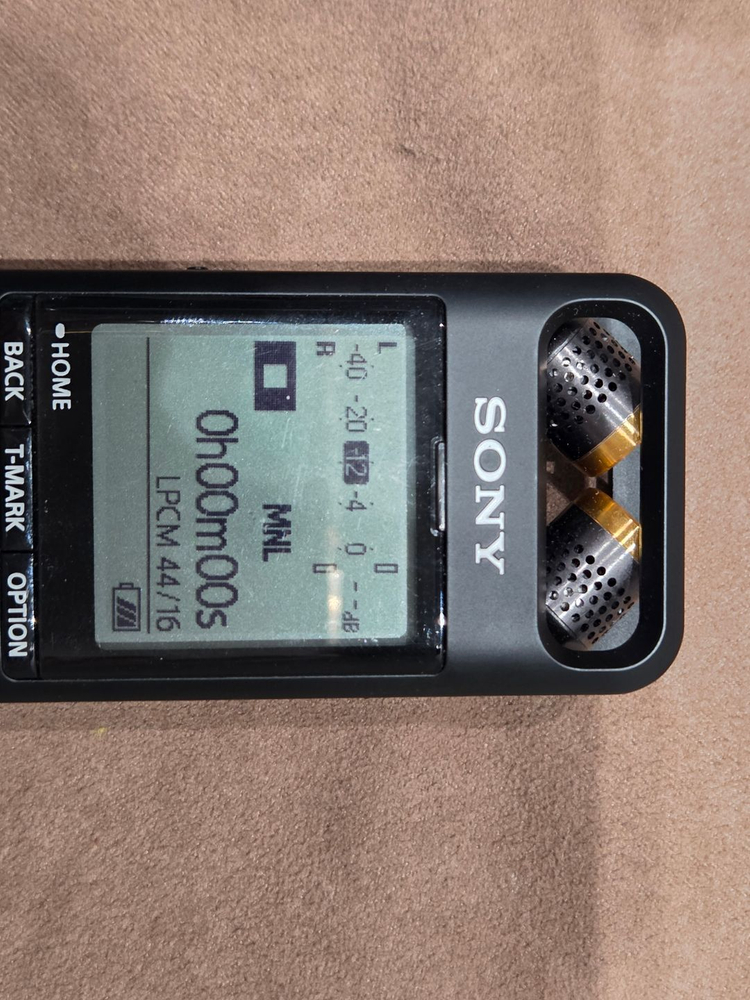 SONY
L
-40 -20 -12 -4 0 - - dB
R
MNL
0h00m00s
LPCM 44/16
HOME
BACK T-MARK OPTION